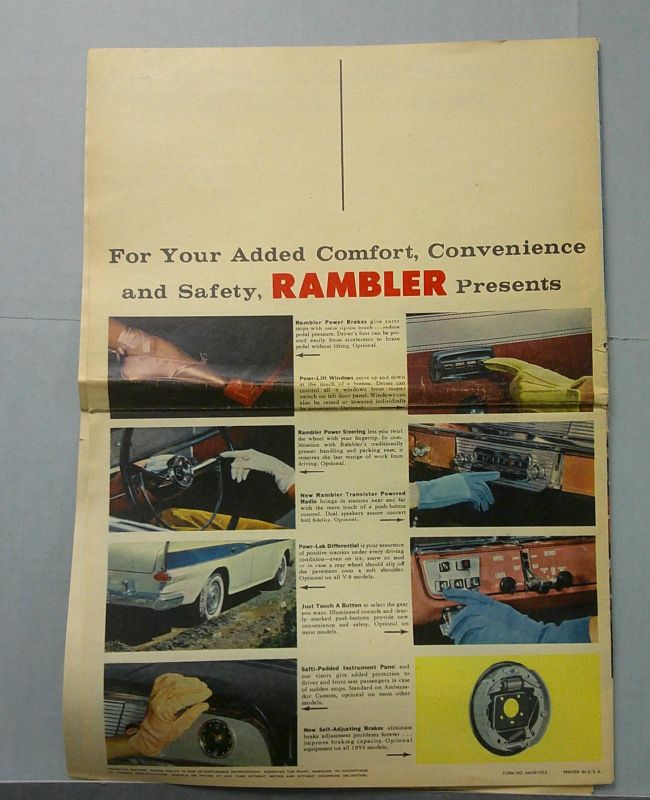 For Your Added Comfort, Convenience
and Safety, RAMBLER Presents
Rambler Power Brakes give surer
stops with mere tip-toe touch . . . reduce
pedal pressure. Driver's foot can be piv-
oted easily from accelerator to brake
pedal without lifting. Optional.
Power-Lift Windows move up and down
at the touch of a button. Driver can
control all 4 windows from master
switch on left door panel. Windows can
also be raised or lowered individually
Rambler Power Steering lets you twirl
the wheel with your fingertip. In com-
bination with Rambler's traditionally
greater handling and parking ease, it
removes the last vestige of work from
driving. Optional.
New Rambler Transistor Powered
Radio brings in stations near and far
with the mere touch of a push-button
control. Dual speakers assure concert
hall fidelity. Optional.
Power-Lok Differential is your assurance
of positive traction under every driving
condition—even on ice, snow or mud
or in case a rear wheel should slip off
the pavement onto a soft shoulder.
Optional on all V-8 models.
Just Touch A Button to select the gear
you want. Illuminated console and clear-
ly marked push-buttons provide new
convenience and safety. Optional on
most models.
Safti-Padded Instrument Panel and
sun visors give added protection to
driver and front seat passengers in case
of sudden stops. Standard on Ambassa-
dor Custom, optional on most other
models.
New Self-Adjusting Brakes eliminate
brake adjustment problems forever . . .
improve braking capacity. Optional
equipment on all 1959 models.
PRINTED IN U.S.A.